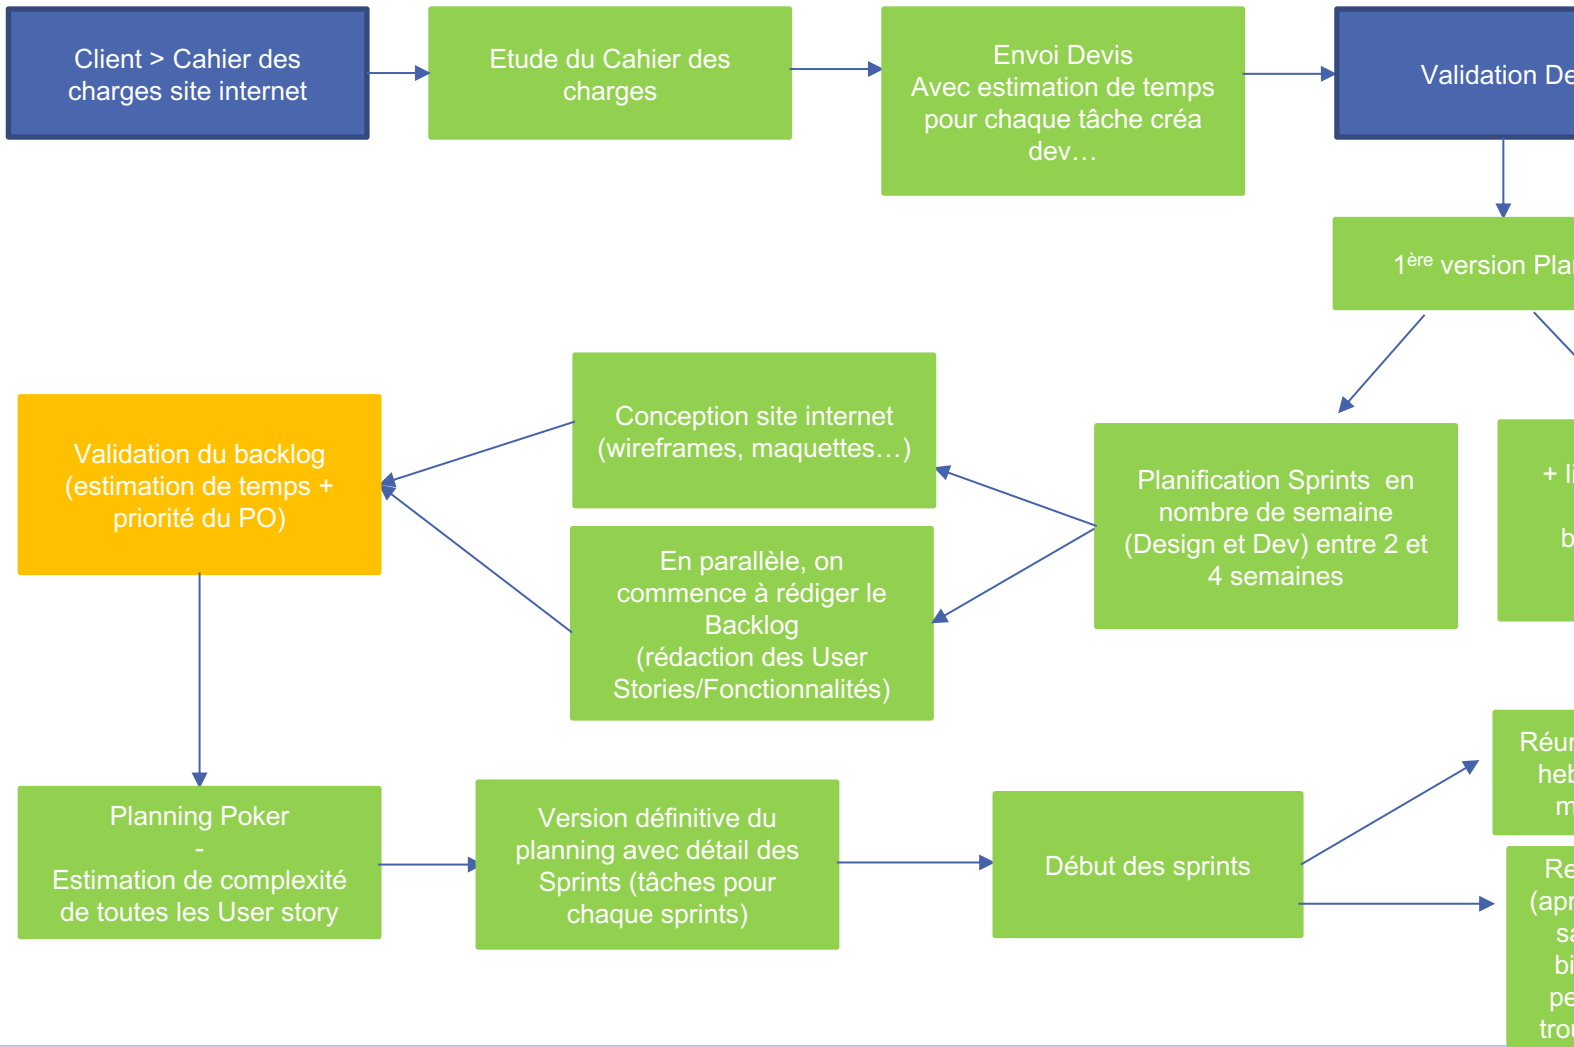 Client > Cahier des
charges site internet
Etude du Cahier des
charges
Envoi Devis
Avec estimation de temps
pour chaque tâche créa
dev…
Validation
1ère version
Conception site internet
(wireframes, maquettes…)
Validation du backlog
(estimation de temps +
priorité du PO)
Planification Sprints en
nombre de semaine
(Design et Dev) entre 2 et
4 semaines
+
En parallèle, on
commence à rédiger le
Backlog
(rédaction des User
Stories/Fonctionnalités)
Planning Poker
-
Estimation de complexité
de toutes les User story
Version définitive du
planning avec détail des
Sprints (tâches pour
chaque sprints)
Début des sprints